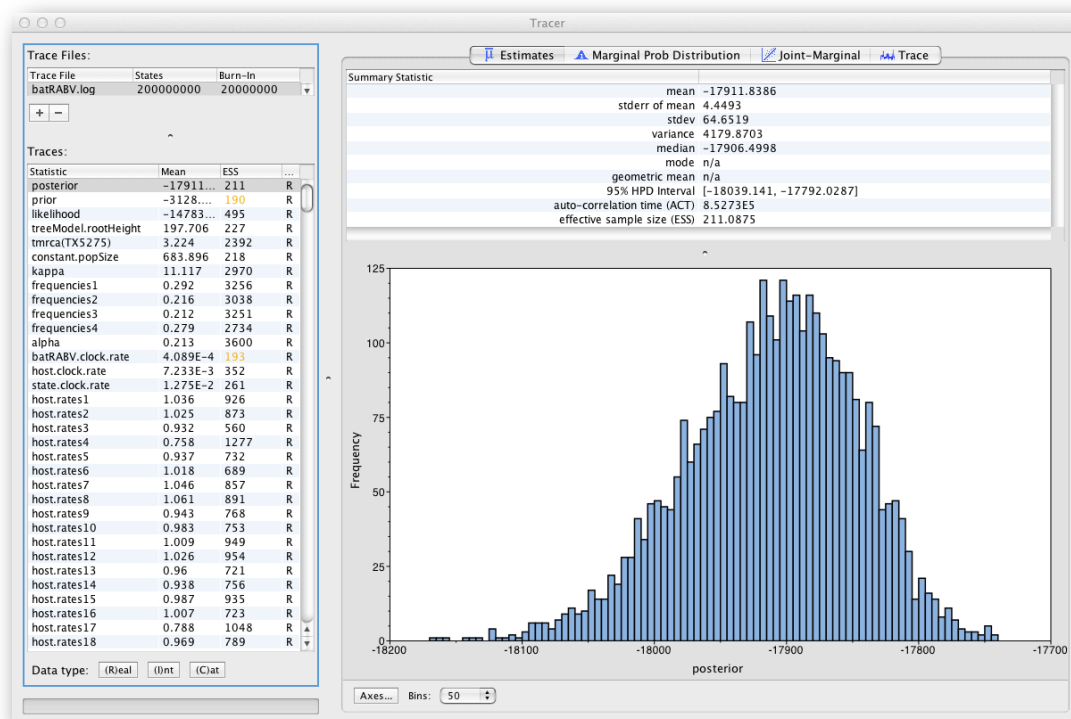 Tracer
Trace Files:
Trace File States Burn-In
batRABV.log 200000000 20000000
+ −
Traces:
Statistic Mean ESS ...
posterior -17911... 211 R
prior -3128.... 190 R
likelihood -14783... 495 R
treeModel.rootHeight 197.706 227 R
tmrca(TX5275) 3.224 2392 R
constant.popSize 683.896 218 R
kappa 11.117 2970 R
frequencies1 0.292 3256 R
frequencies2 0.216 3038 R
frequencies3 0.212 3251 R
frequencies4 0.279 2734 R
alpha 0.213 3600 R
batRABV.clock.rate 4.089E-4 193 R
host.clock.rate 7.233E-3 352 R
state.clock.rate 1.275E-2 261 R
host.rates1 1.036 926 R
host.rates2 1.025 873 R
host.rates3 0.932 560 R
host.rates4 0.758 1277 R
host.rates5 0.937 732 R
host.rates6 1.018 689 R
host.rates7 1.046 857 R
host.rates8 1.061 891 R
host.rates9 0.943 768 R
host.rates10 0.983 753 R
host.rates11 1.009 949 R
host.rates12 1.026 954 R
host.rates13 0.96 721 R
host.rates14 0.938 756 R
host.rates15 0.987 935 R
host.rates16 1.007 723 R
host.rates17 0.788 1048 R
host.rates18 0.969 789 R
Data type: (R)eal (I)nt (C)at
Estimates Marginal Prob Distribution Joint-Marginal Trace
Summary Statistic
mean -17911.8386
stderr of mean 4.4493
stdev 64.6519
variance 4179.8703
median -17906.4998
mode n/a
geometric mean n/a
95% HPD Interval [-18039.141, -17792.0287]
auto-correlation time (ACT) 8.5273E5
effective sample size (ESS) 211.0875
125
100
75
50
25
0
Frequency
-18200 -18100 -18000 -17900 -17800 -17700
posterior
Axes... Bins: 50